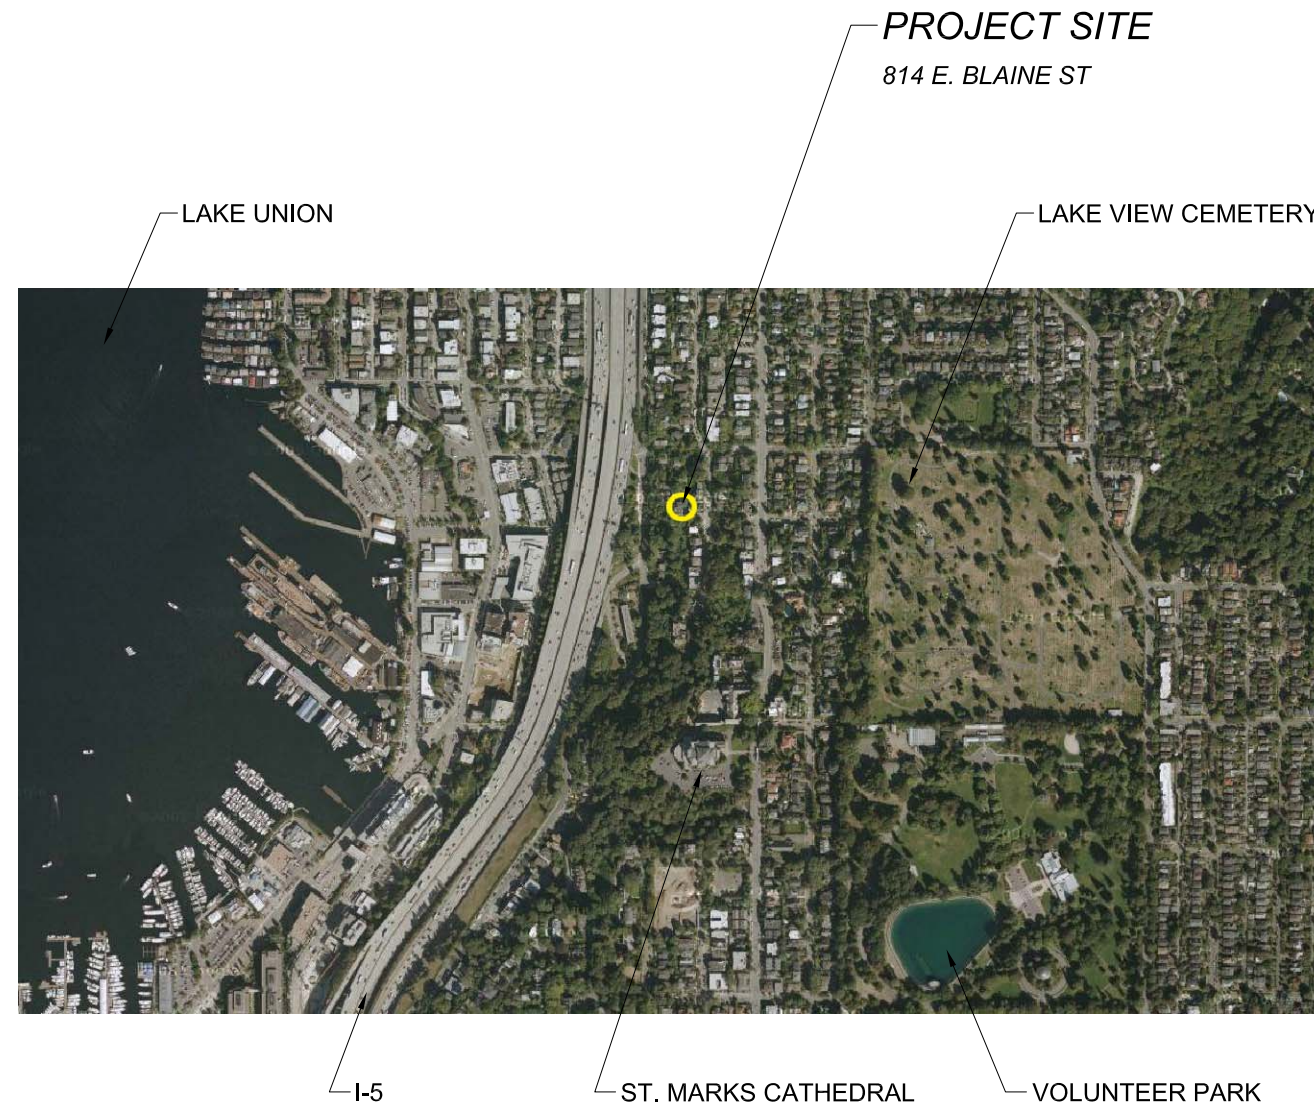 PROJECT SITE
814 E. BLAINE ST
LAKE UNION
LAKE VIEW CEMETERY
I-5
ST. MARKS CATHEDRAL
VOLUNTEER PARK